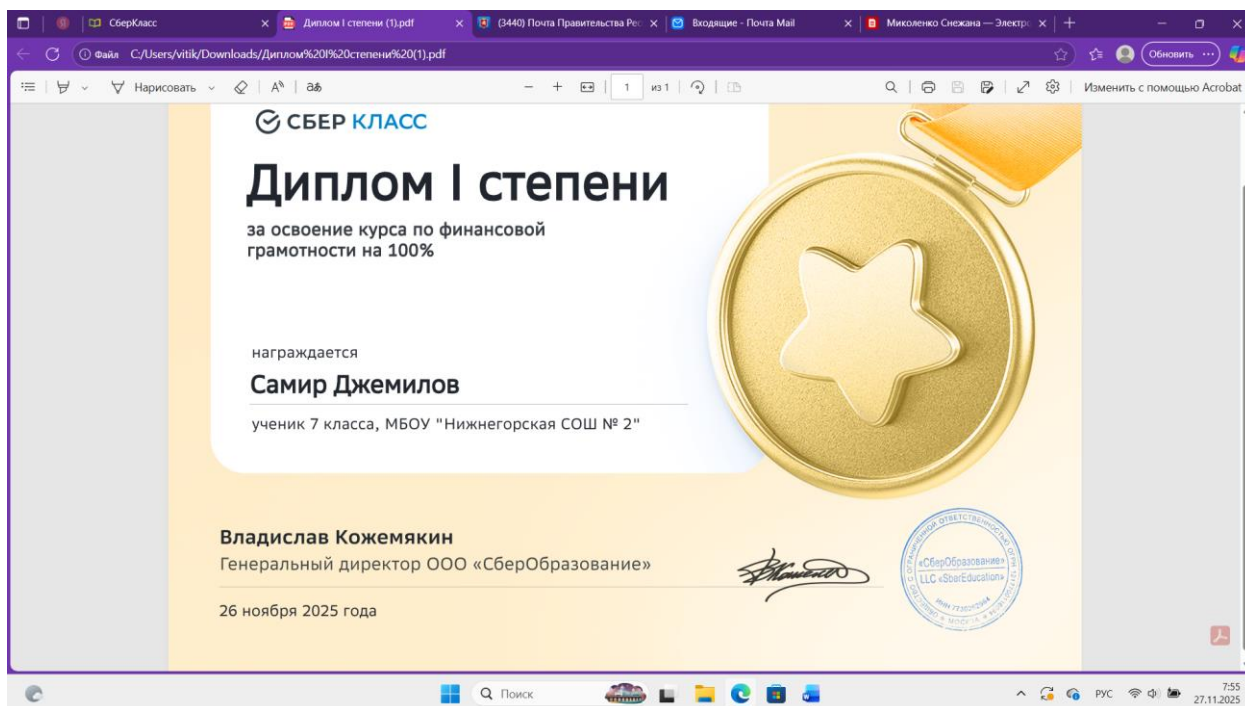 СберКласс
Диплом I степени (1).pdf
(3440) Почта Правительства Рес
Входящие - Почта Mail
Миколенко Снежана — Электро
Файл C:/Users/vitik/Downloads/Диплом%20I%20степени%20(1).pdf
Обновить
Нарисовать
аあ
1 из 1
Изменить с помощью Acrobat
СБЕР КЛАСС
Диплом I степени
за освоение курса по финансовой
грамотности на 100%
награждается
Самир Джемилов
ученик 7 класса, МБОУ "Нижнегорская СОШ № 2"
Владислав Кожемякин
Генеральный директор ООО «СберОбразование»
26 ноября 2025 года
«СберОбразование»
LLC «SberEducation»
Поиск
РУС
7:55
27.11.2025